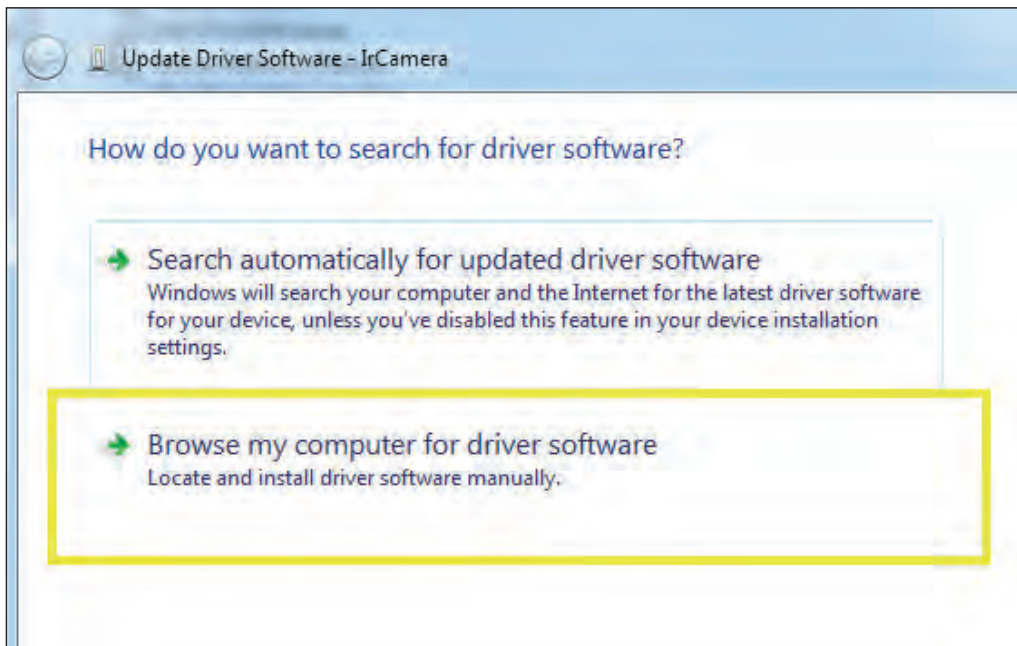 Update Driver Software - IrCamera
How do you want to search for driver software?
Search automatically for updated driver software
Windows will search your computer and the Internet for the latest driver software
for your device, unless you've disabled this feature in your device installation
settings.
Browse my computer for driver software
Locate and install driver software manually.